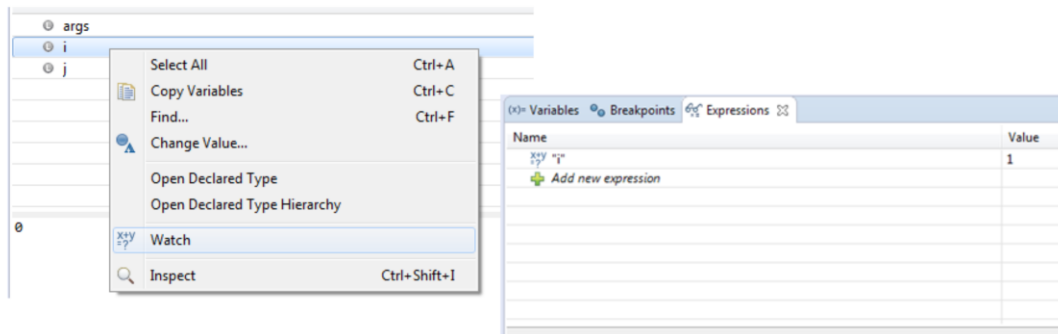 args
i
j
Select All Ctrl+A
Copy Variables Ctrl+C
Find... Ctrl+F
Change Value...
Open Declared Type
Open Declared Type Hierarchy
Watch
Inspect Ctrl+Shift+I
0
(x)= Variables Breakpoints Expressions
Name Value
x+y =? "i" 1
Add new expression